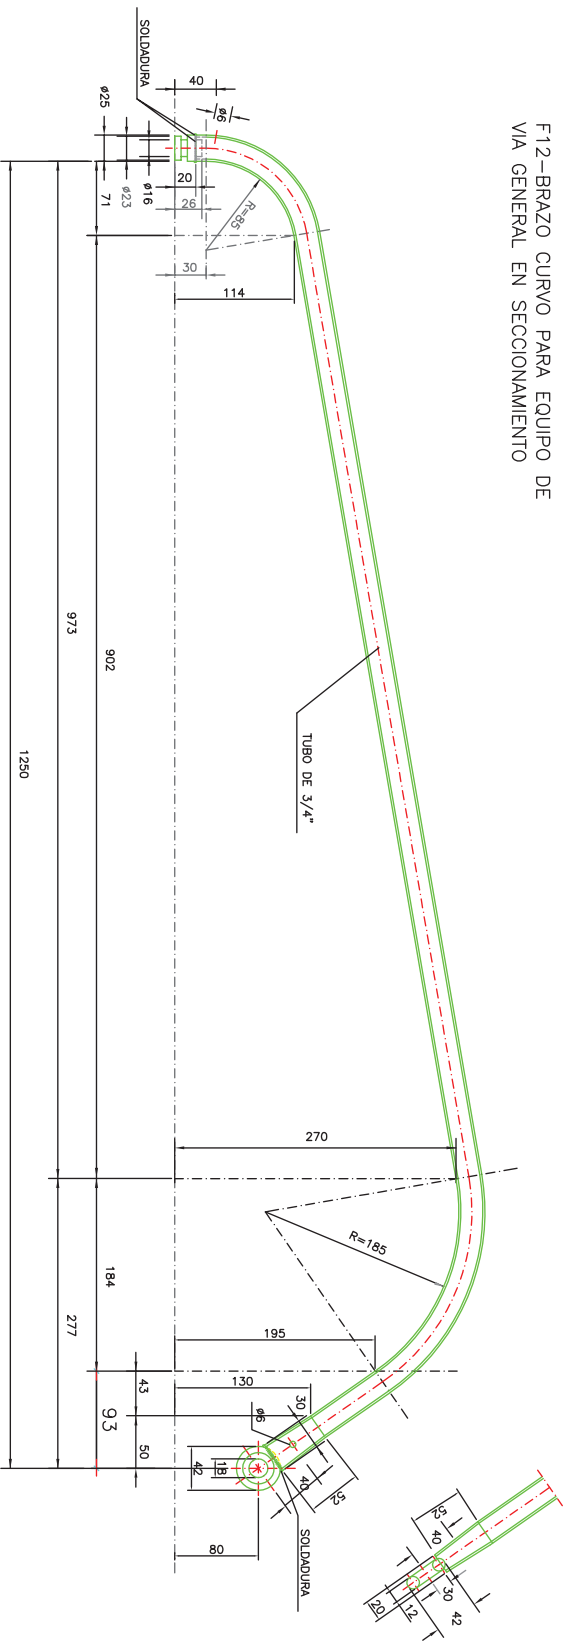 F12-BRAZO CURVO PARA EQUIPO DE
VIA GENERAL EN SECCIONAMIENTO
SOLDADURA
40
ø6
ø25
ø16
ø23
71
20
26
30
R=85
114
973
902
1250
TUBO DE 3/4"
270
R=185
184
277
195
130
43
93
50
ø6
30
42
18
40
52
80
SOLDADURA
52
40
30
42
12
20